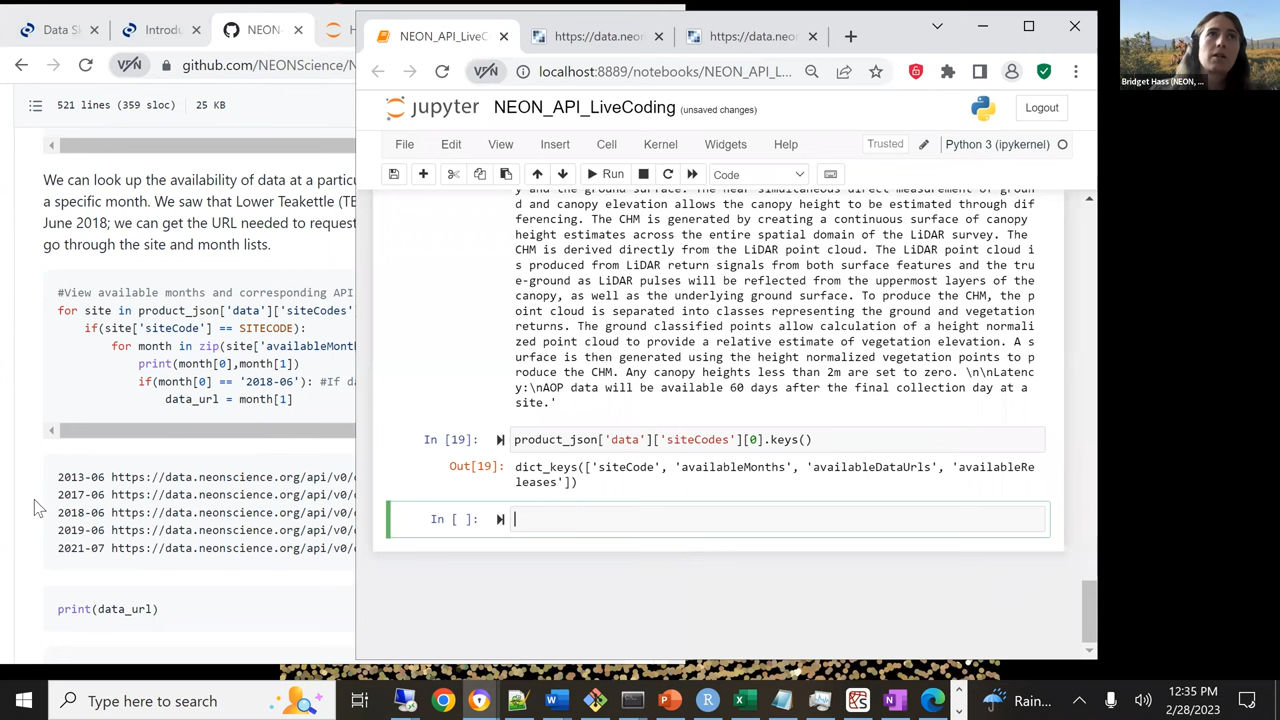 Data S
Introdu
NEON-
H
NEON_API_LiveC
https://data.neo
https://data.neo
VPN
github.com/NEONScience/N
VPN
localhost:8889/notebooks/NEON_API_L...
Bridget Hass (NEON, ...
521 lines (359 sloc)
25 KB
jupyter
NEON_API_LiveCoding
(unsaved changes)
Logout
File
Edit
View
Insert
Cell
Kernel
Widgets
Help
Trusted
Python 3 (ipykernel)
Run
Code
We can look up the availability of data at a particu
a specific month. We saw that Lower Teakettle (TE
June 2018; we can get the URL needed to request
go through the site and month lists.
#View available months and corresponding API
for site in product_json['data']['siteCodes'
if(site['siteCode'] == SITECODE):
for month in zip(site['availableMonth
print(month[0],month[1])
if(month[0] == '2018-06'): #If da
data_url = month[1]
2013-06 https://data.neonscience.org/api/v0/
2017-06 https://data.neonscience.org/api/v0/
2018-06 https://data.neonscience.org/api/v0/
2019-06 https://data.neonscience.org/api/v0/
2021-07 https://data.neonscience.org/api/v0/
print(data_url)
y and the ground surface. The near simultaneous direct measurement of groun
d and canopy elevation allows the canopy height to be estimated through dif
ferencing. The CHM is generated by creating a continuous surface of canopy
height estimates across the entire spatial domain of the LiDAR survey. The
CHM is derived directly from the LiDAR point cloud. The LiDAR point cloud i
s produced from LiDAR return signals from both surface features and the tru
e-ground as LiDAR pulses will be reflected from the uppermost layers of the
canopy, as well as the underlying ground surface. To produce the CHM, the p
oint cloud is separated into classes representing the ground and vegetation
returns. The ground classified points allow calculation of a height normali
zed point cloud to provide a relative estimate of vegetation elevation. A s
urface is then generated using the height normalized vegetation points to p
roduce the CHM. Any canopy heights less than 2m are set to zero. \n\nLatenc
y:\nAOP data will be available 60 days after the final collection day at a
site.'
In [19]:
product_json['data']['siteCodes'][0].keys()
Out[19]:
dict_keys(['siteCode', 'availableMonths', 'availableDataUrls', 'availableRe
leases'])
In [ ]:
Type here to search
Rain...
12:35 PM
2/28/2023